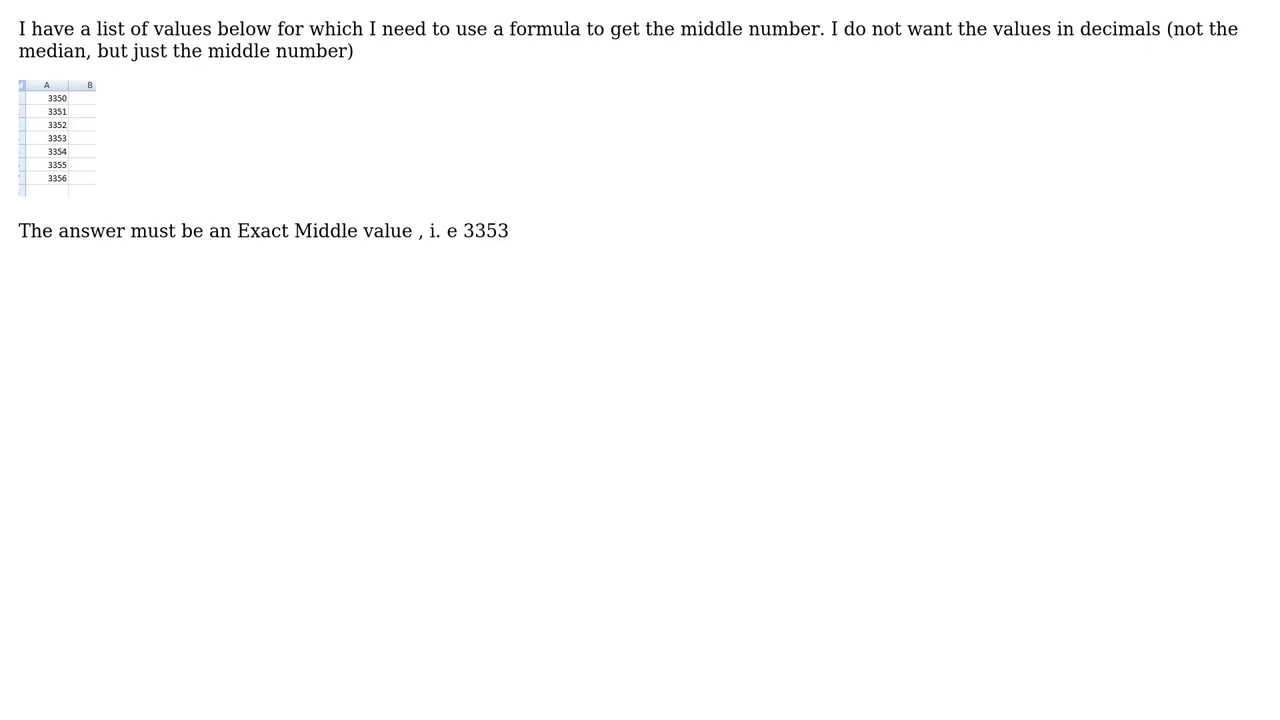 I have a list of values below for which I need to use a formula to get the middle number. I do not want the values in decimals (not the
median, but just the middle number)
A B
3350
3351
3352
3353
3354
3355
3356
The answer must be an Exact Middle value , i. e 3353